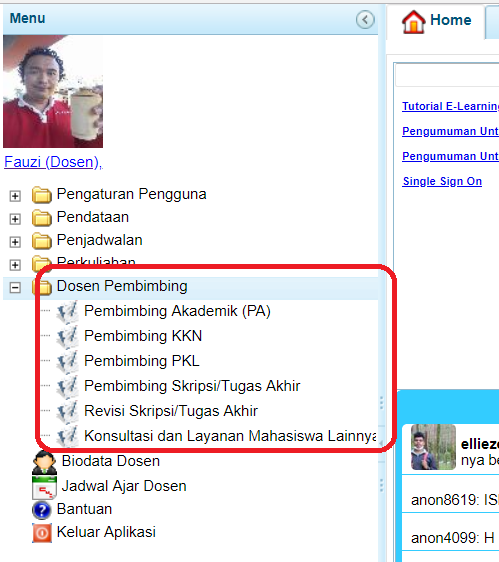 Menu
Fauzi (Dosen),
Pengaturan Pengguna
Pendataan
Penjadwalan
Perkuliahan
Dosen Pembimbing
Pembimbing Akademik (PA)
Pembimbing KKN
Pembimbing PKL
Pembimbing Skripsi/Tugas Akhir
Revisi Skripsi/Tugas Akhir
Konsultasi dan Layanan Mahasiswa Lainnya
Biodata Dosen
Jadwal Ajar Dosen
Bantuan
Keluar Aplikasi
Home
Tutorial E-Learning
Pengumuman Unt
Pengumuman Unt
Single Sign On
elliez
nya be
anon8619: IS
anon4099: H